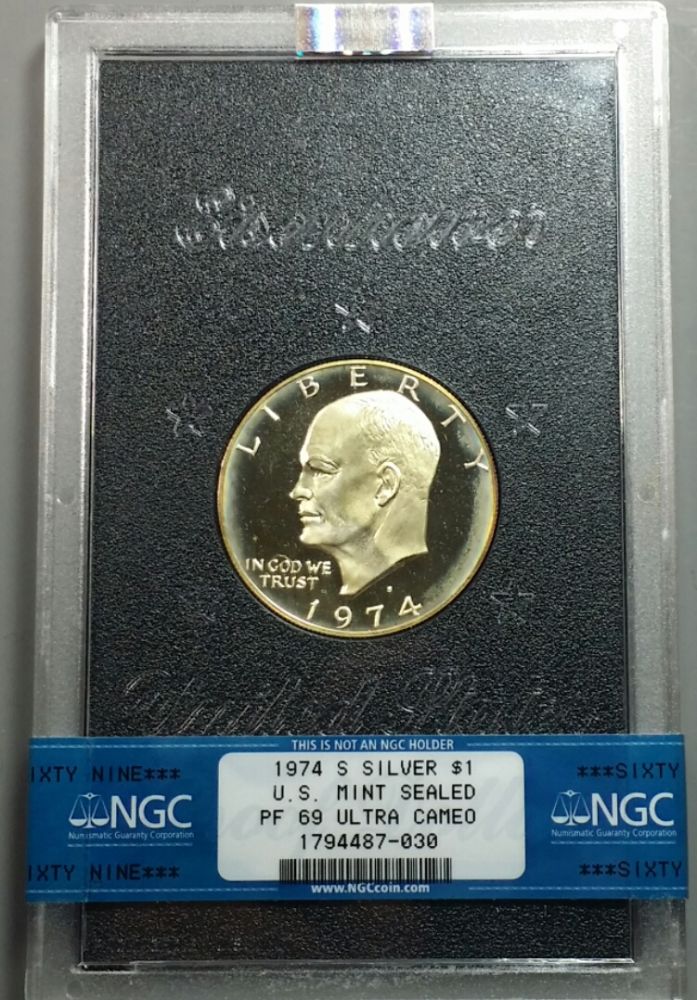 Eisenhower
LIBERTY
IN GOD WE
TRUST
S
1974
THIS IS NOT AN NGC HOLDER
IXTY NINE***
1974 S SILVER $1
***SIXTY
U.S. MINT SEALED
NGC
PF 69 ULTRA CAMEO
NGC
Numismatic Guaranty Corporation
1794487-030
Numismatic Guaranty Corporation
IXTY NINE***
***SIXTY
www.NGCcoin.com